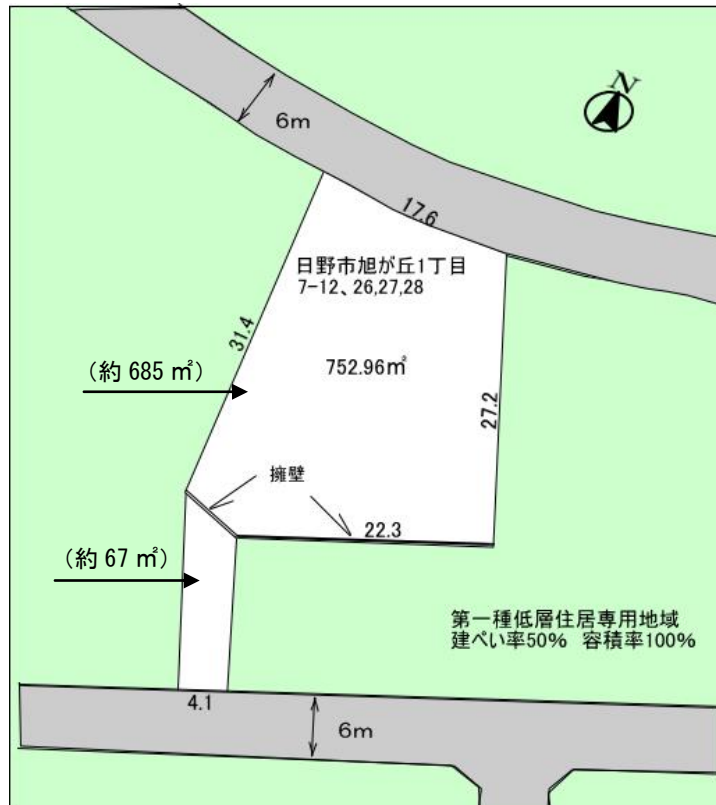 N
6m
17.6
日野市旭が丘1丁目
7-12、26,27,28
31.4
(約 685 ㎡)
752.96㎡
27.2
擁壁
22.3
(約 67 ㎡)
第一種低層住居専用地域
建ぺい率50% 容積率100%
4.1
6m